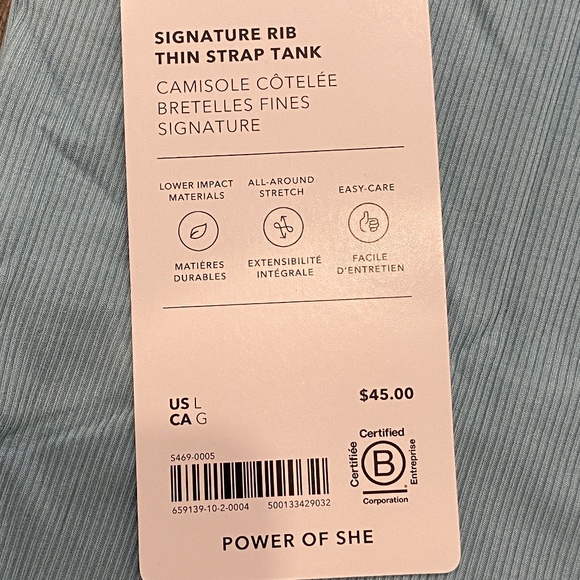 SIGNATURE RIB
THIN STRAP TANK
CAMISOLE CÔTELÉE
BRETELLES FINES
SIGNATURE
LOWER IMPACT
MATERIALS
ALL-AROUND
STRETCH
EASY-CARE
MATIÈRES
DURABLES
EXTENSIBILITÉ
INTÉGRALE
FACILE
D'ENTRETIEN
US L
CA G
$45.00
S469-0005
659139-10-2-0004 500133429032
Certified
Certifiée
B
Entreprise
Corporation
POWER OF SHE